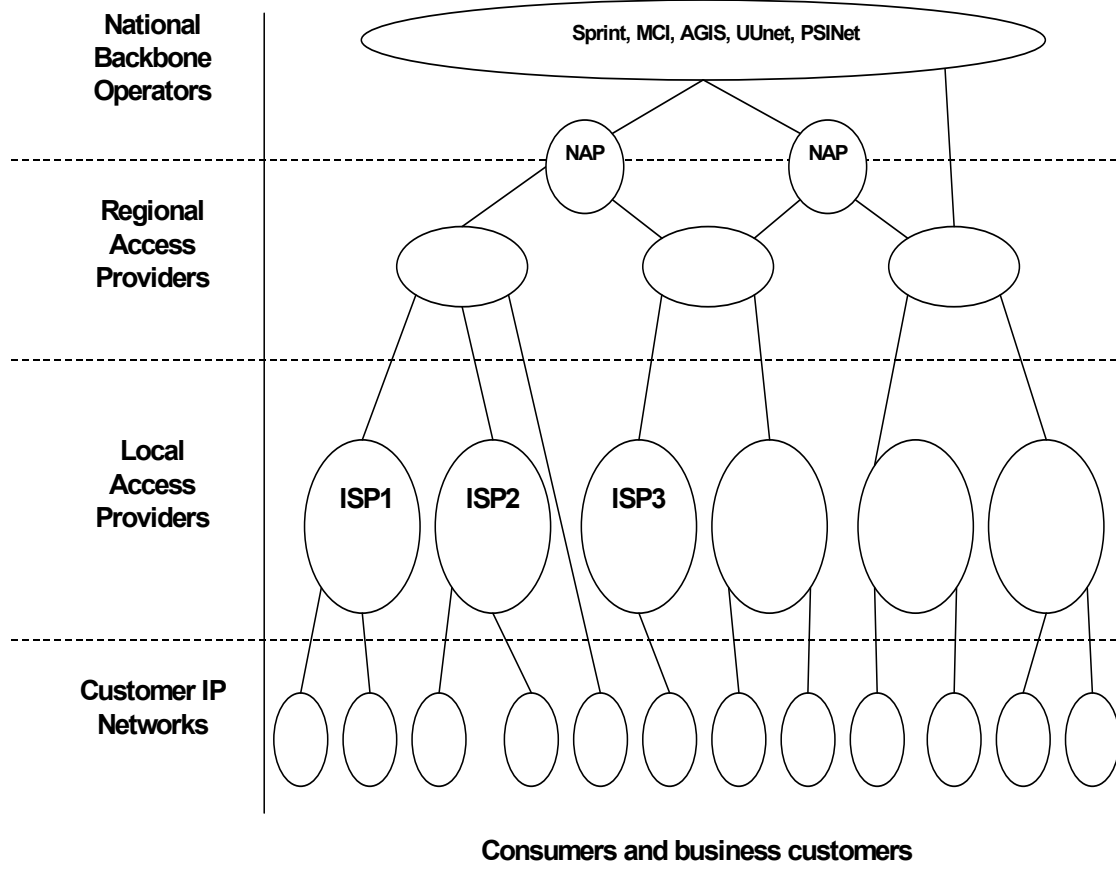 National
Backbone
Operators
Sprint, MCI, AGIS, UUnet, PSINet
NAP
NAP
Regional
Access
Providers
Local
Access
Providers
ISP1
ISP2
ISP3
Customer IP
Networks
Consumers and business customers